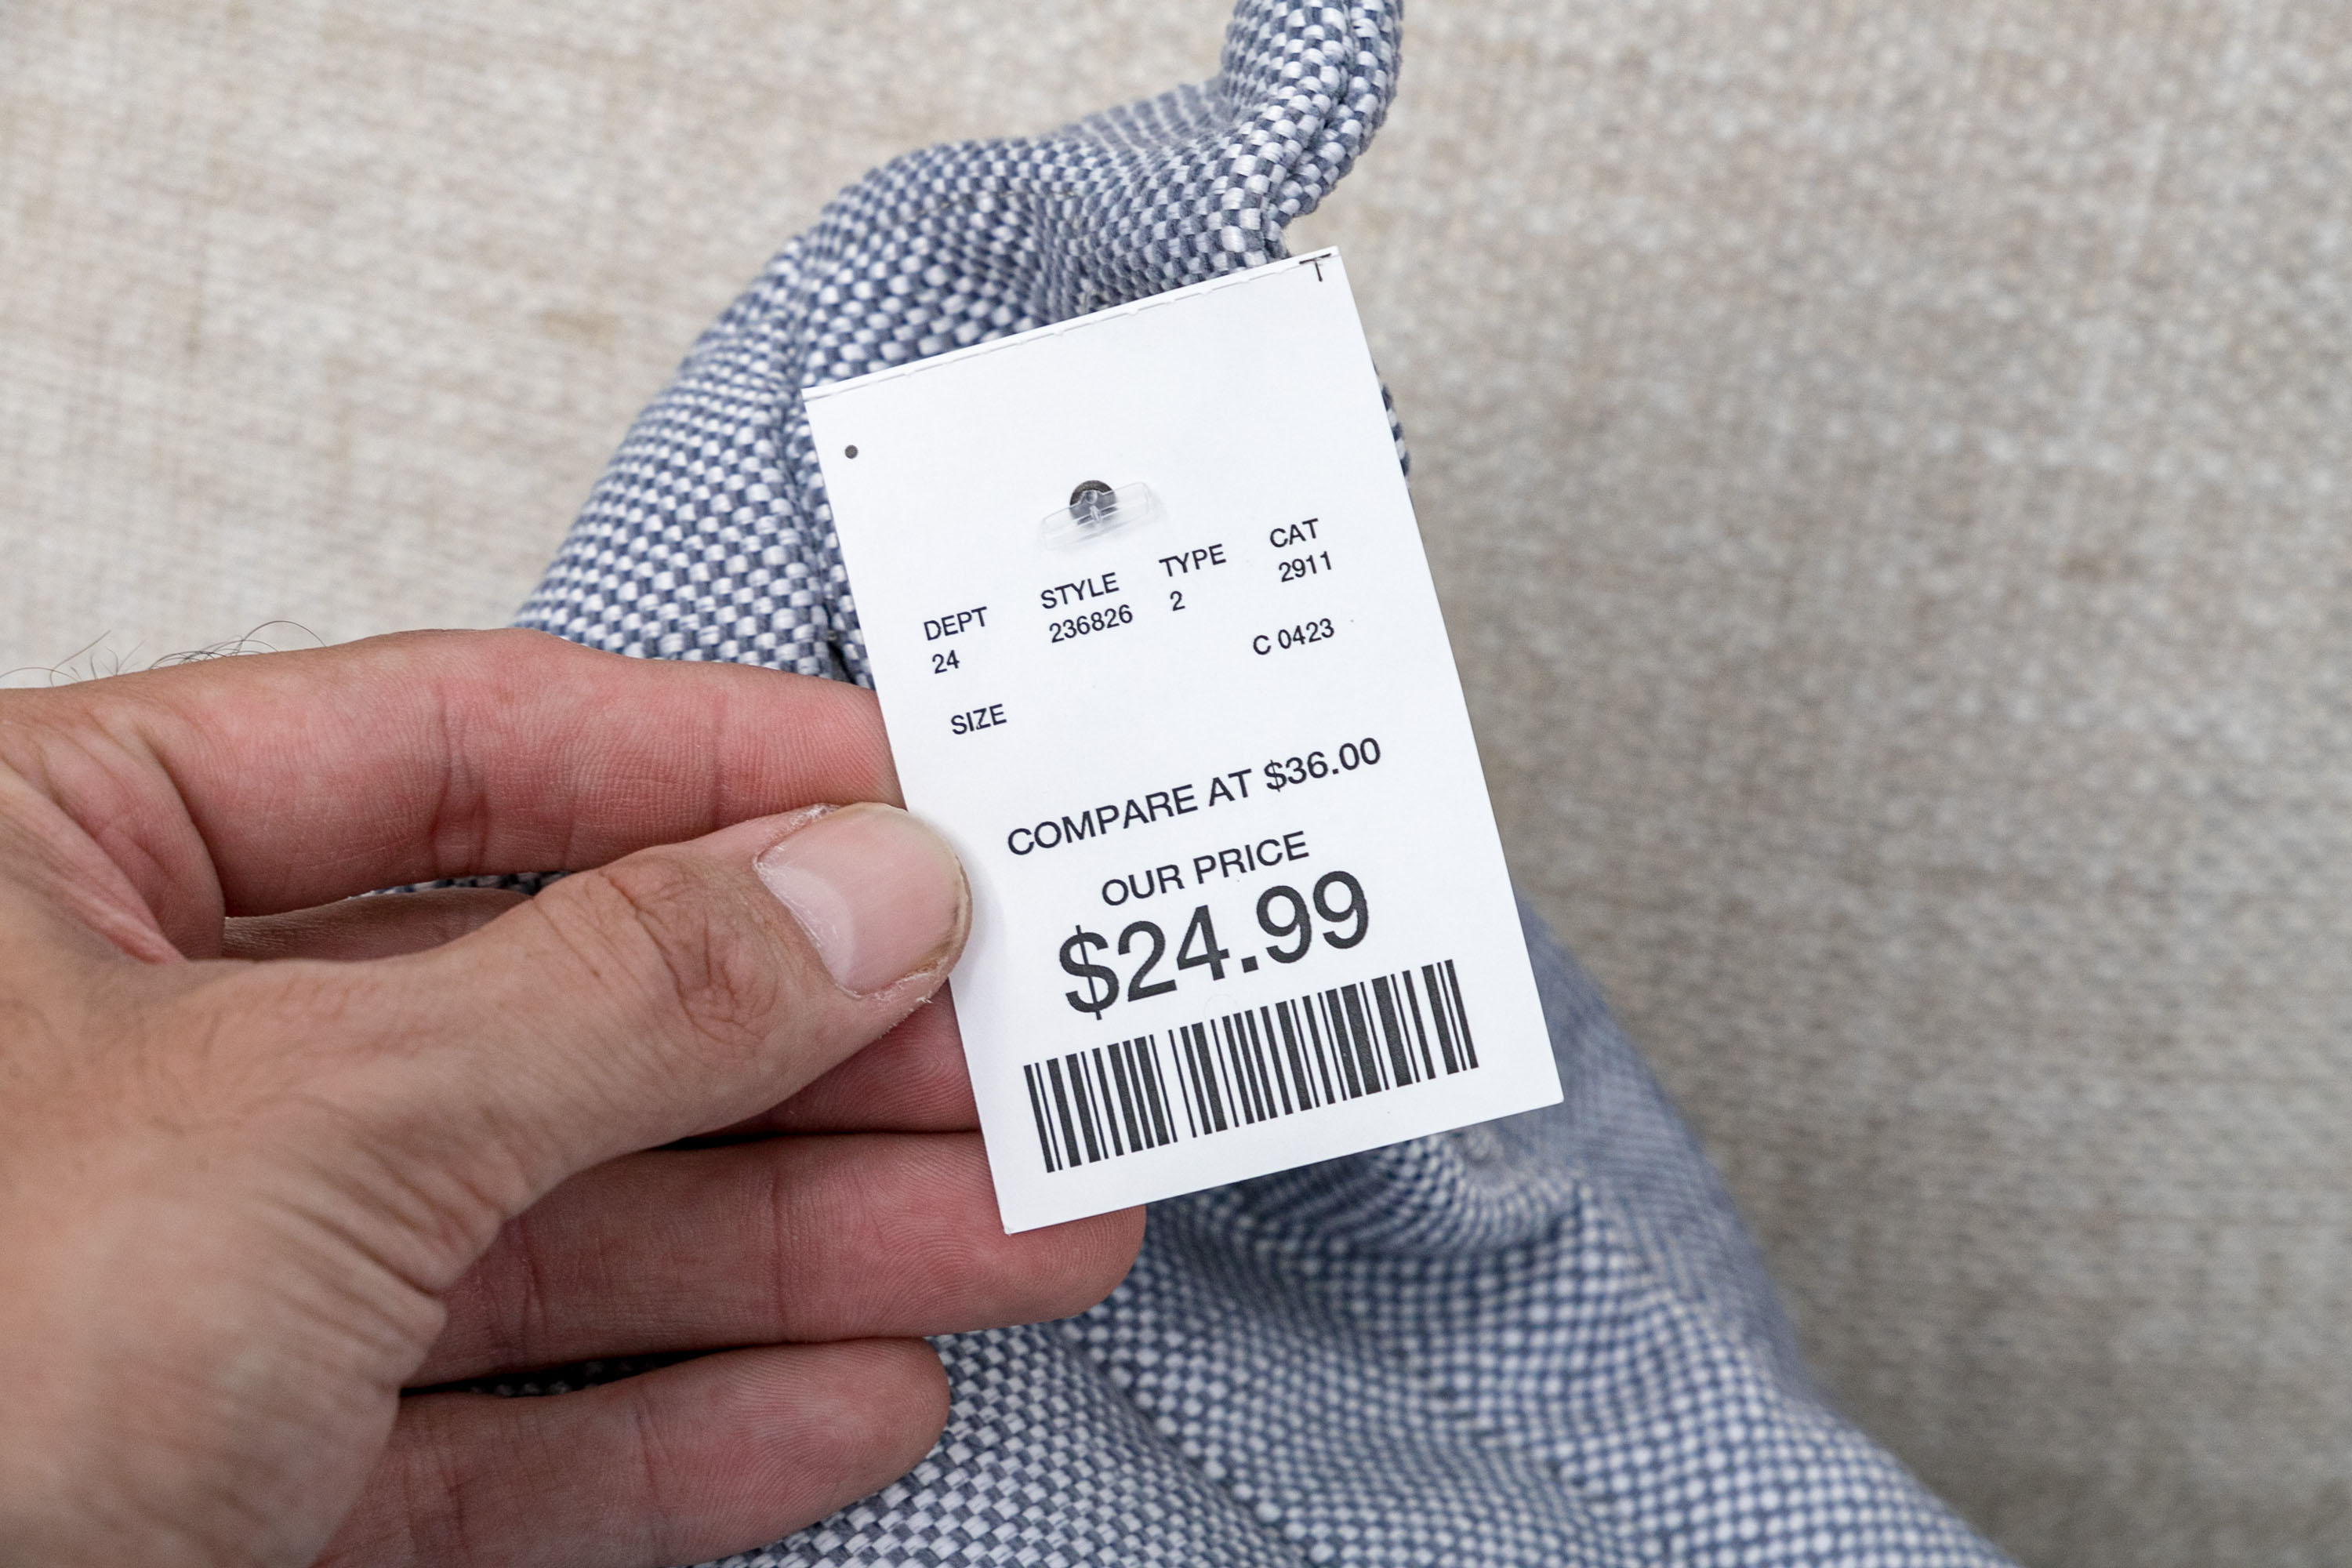 T
DEPT STYLE TYPE CAT
24 236826 2 2911
C 0423
SIZE
COMPARE AT $36.00
OUR PRICE
$24.99